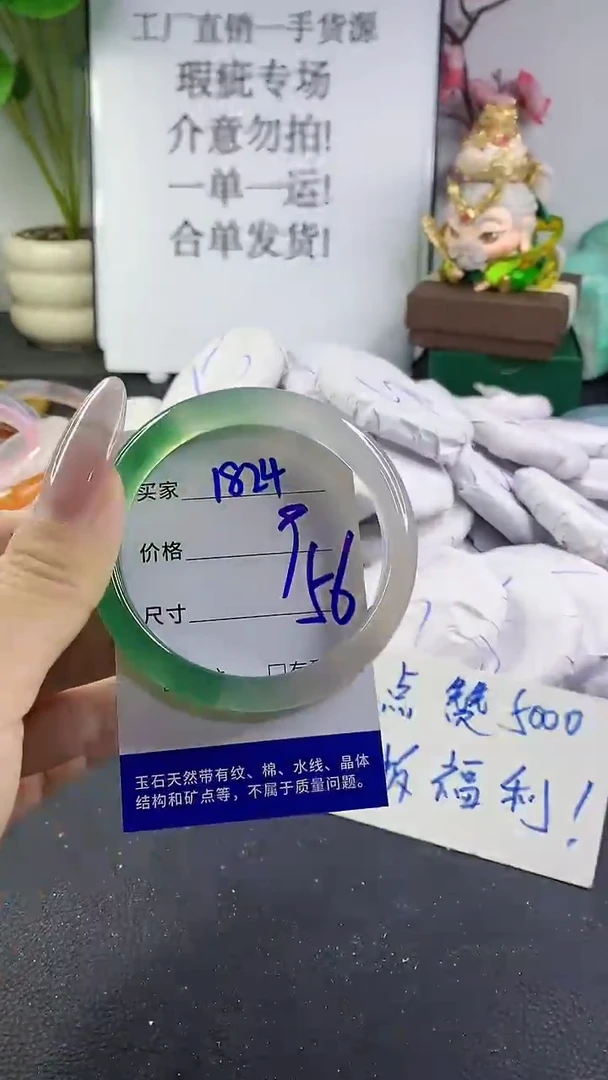 工厂直销一手货源
瑕疵专场
介意勿拍!
一单一运!
合单发货!
买家 1824
价格
尺寸 56
玉石天然带有纹、棉、水线、晶体
结构和矿点等，不属于质量问题。
点赞5000
福利!